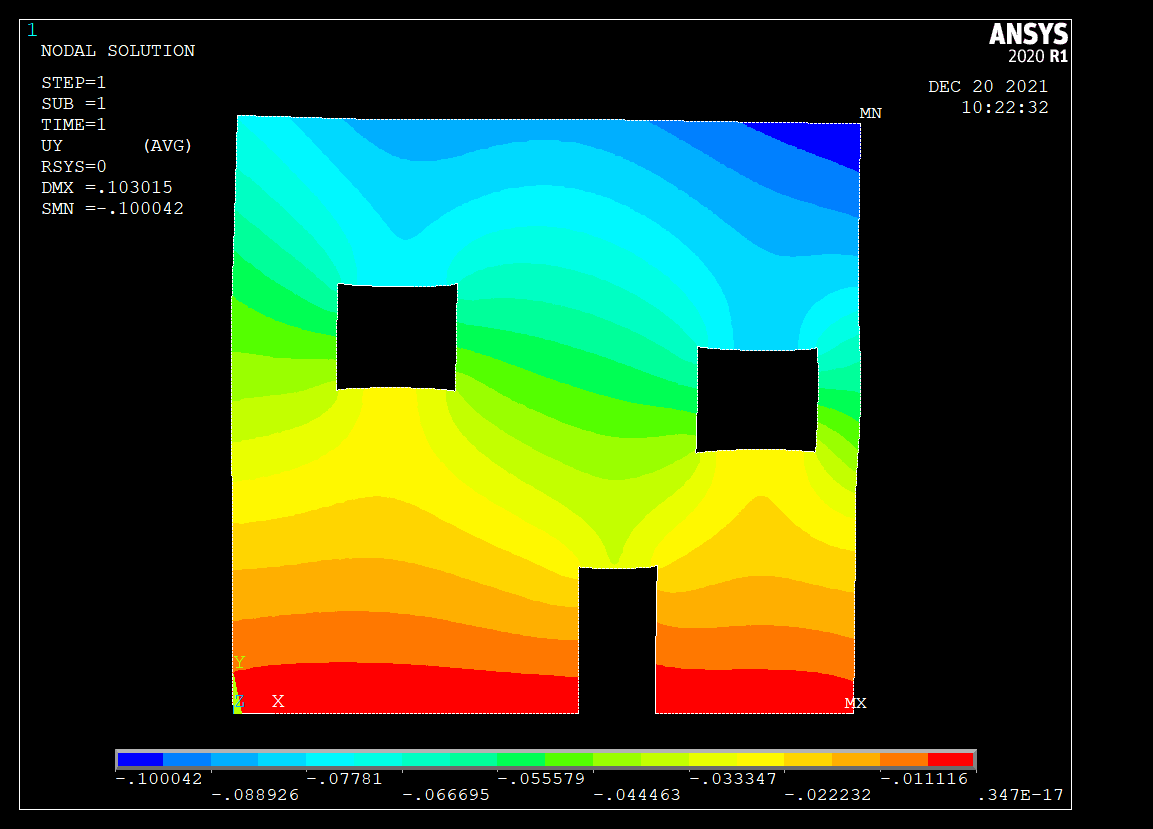 1
ANSYS
2020 R1
NODAL SOLUTION
STEP=1
SUB =1
TIME=1
UY (AVG)
RSYS=0
DMX =.103015
SMN =-.100042
DEC 20 2021
10:22:32
MN
Y
Z X
MX
-.100042 -.07781 -.055579 -.033347 -.011116
-.088926 -.066695 -.044463 -.022232 .347E-17